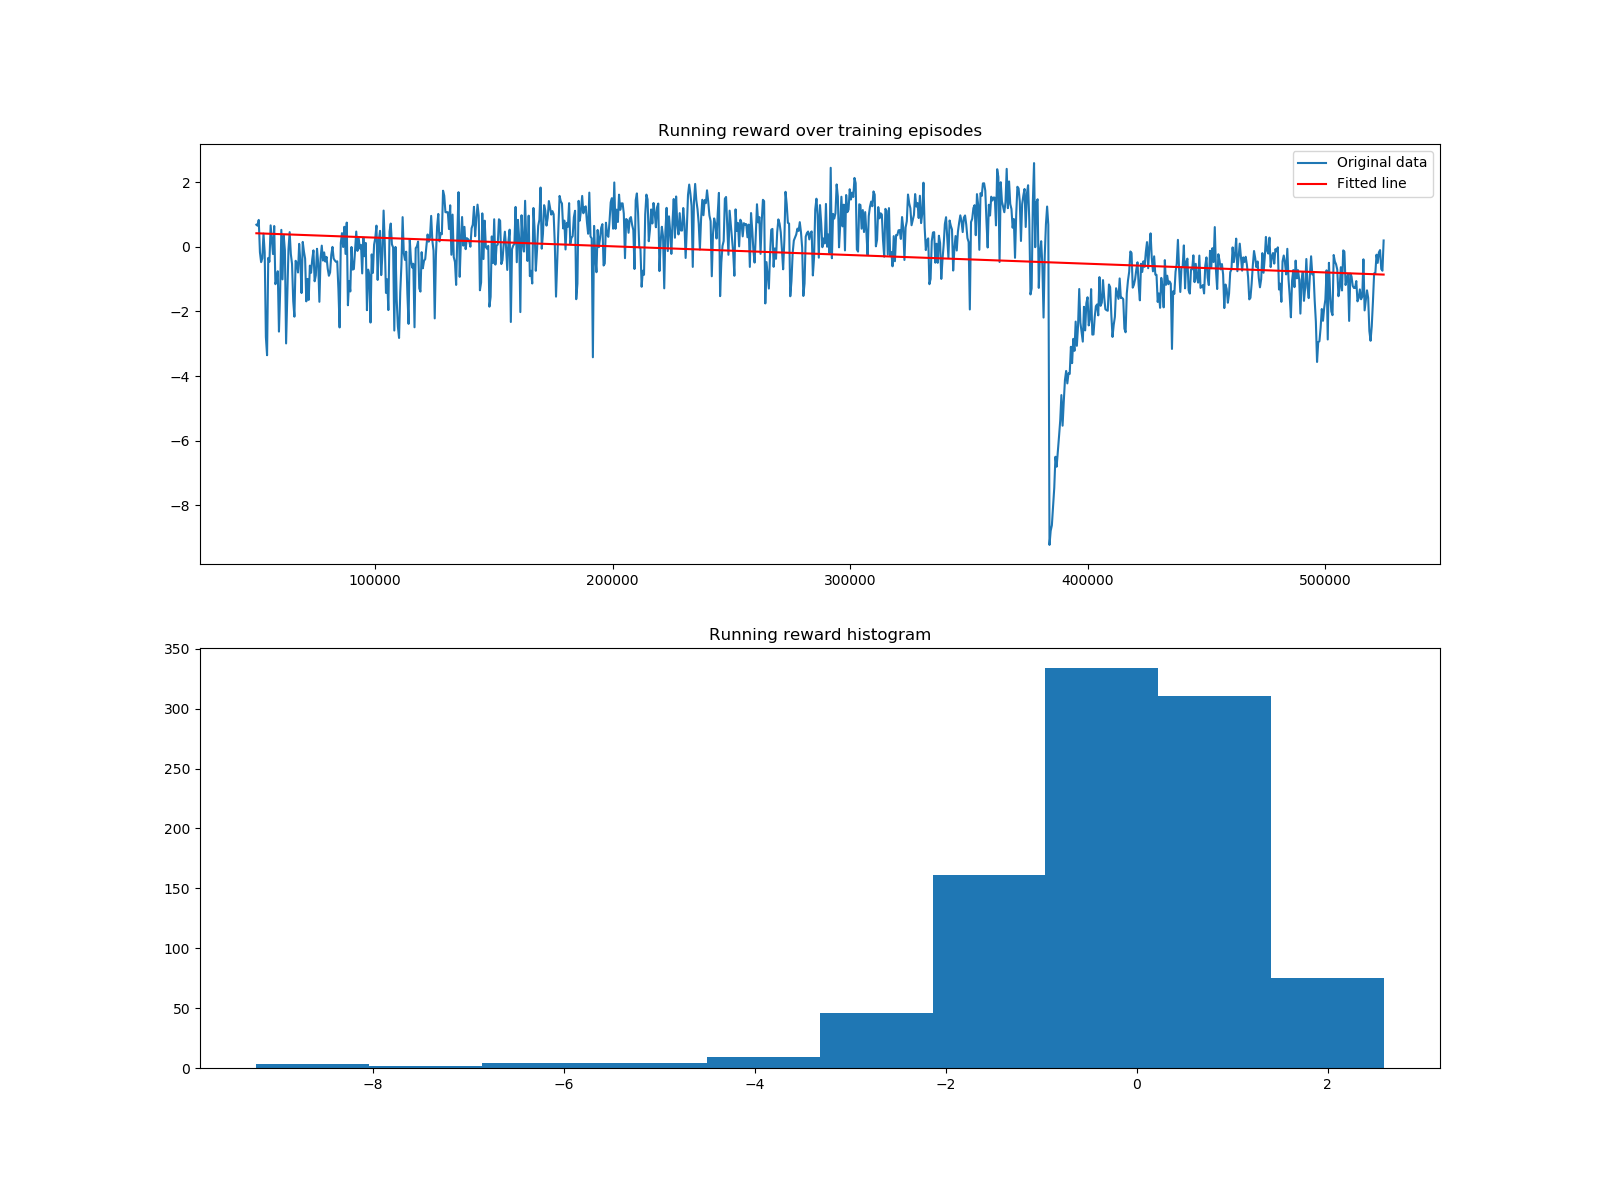 Running reward over training episodes
Original data
Fitted line
2
0
−2
−4
−6
−8
100000 200000 300000 400000 500000
Running reward histogram
350
300
250
200
150
100
50
0
−8 −6 −4 −2 0 2